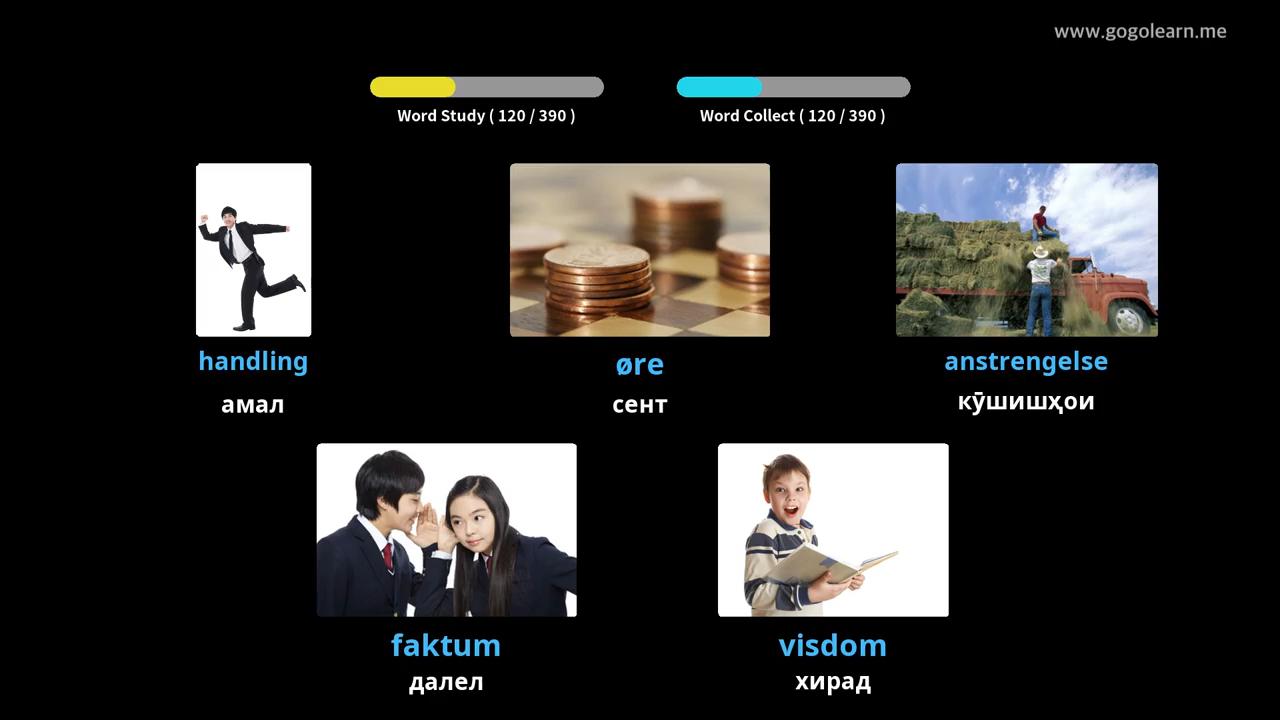 www.gogolearn.me
Word Study ( 120 / 390 )
Word Collect ( 120 / 390 )
handling
амал
øre
сент
anstrengelse
кӯшишҳои
faktum
далел
visdom
хирад